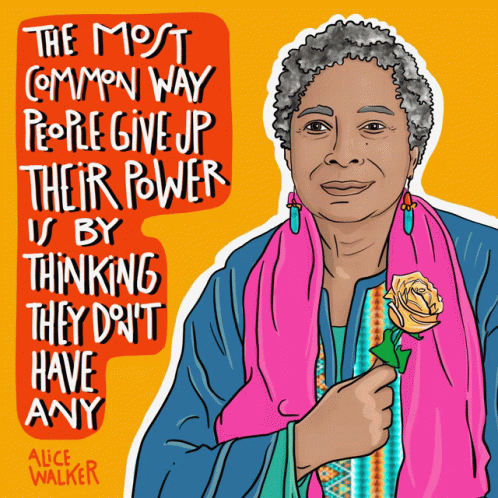 THE MOST
COMMON WAY
PEOPLE GIVE UP
THEIR POWER
IS BY
THINKING
THEY DON'T
HAVE
ANY
ALICE
WALKER